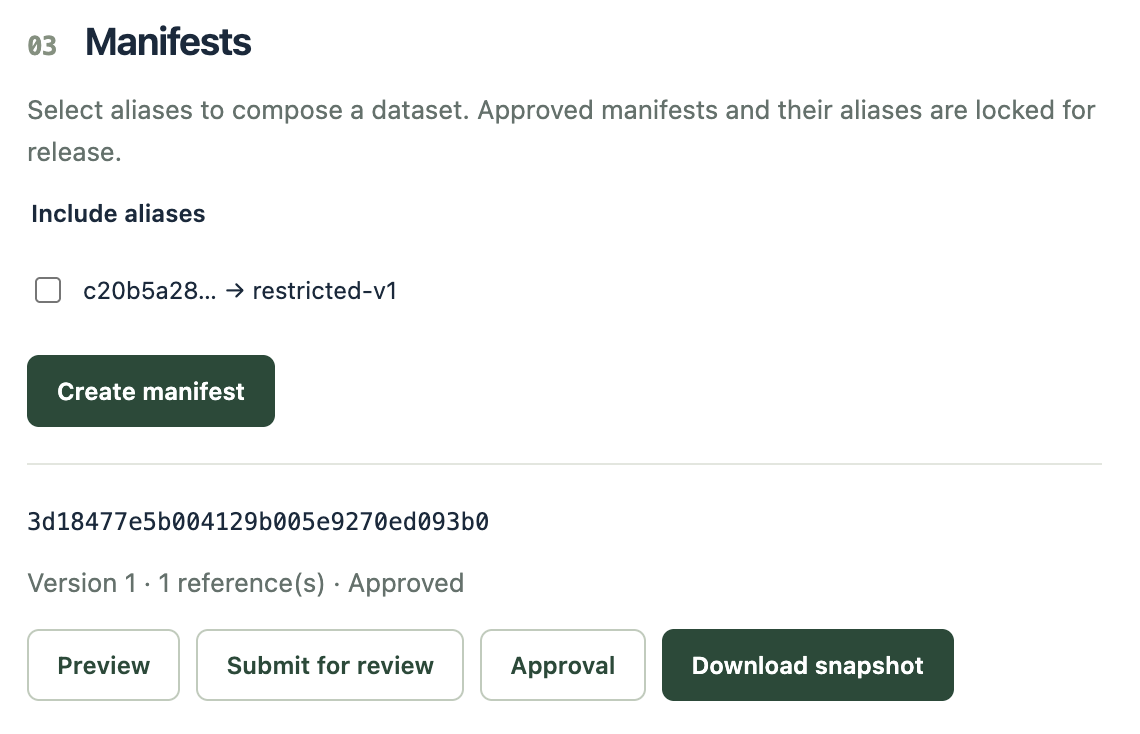 03 Manifests
Select aliases to compose a dataset. Approved manifests and their aliases are locked for
release.
Include aliases
c20b5a28... → restricted-v1
Create manifest
3d18477e5b004129b005e9270ed093b0
Version 1 · 1 reference(s) · Approved
Preview Submit for review Approval Download snapshot